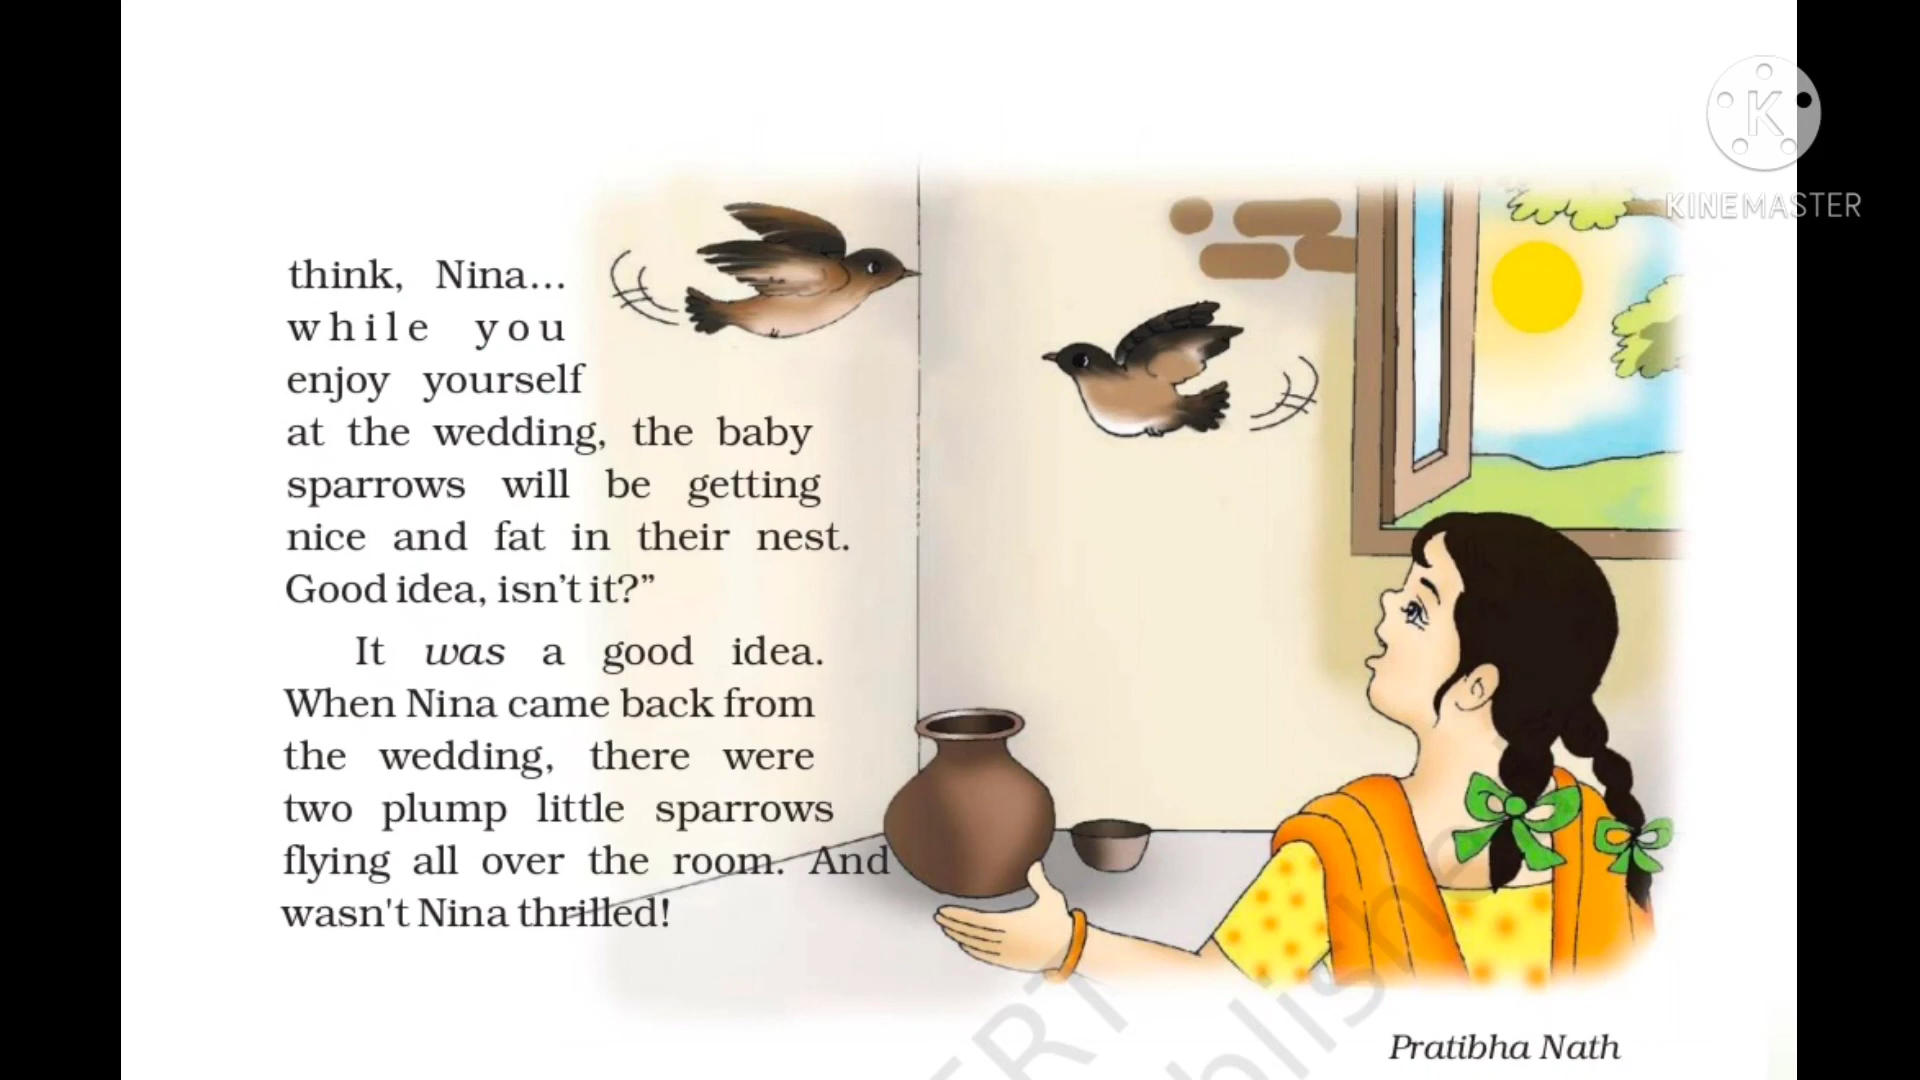 K
KINEMASTER
think, Nina...
while you
enjoy yourself
at the wedding, the baby
sparrows will be getting
nice and fat in their nest.
Good idea, isn’t it?”
It was a good idea.
When Nina came back from
the wedding, there were
two plump little sparrows
flying all over the room. And
wasn't Nina thrilled!
Pratibha Nath